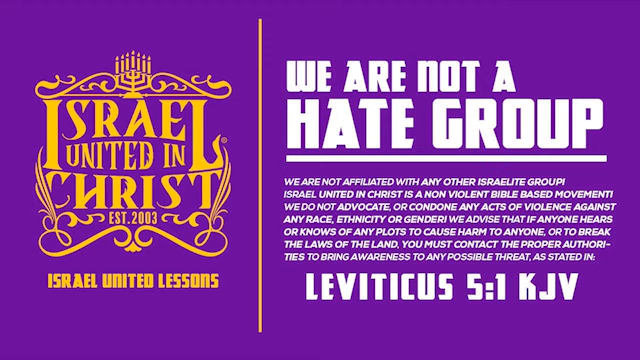 ISRAEL
UNITED IN
CHRIST
EST.2003
ISRAEL UNITED LESSONS
WE ARE NOT A
HATE GROUP
WE ARE NOT AFFILIATED WITH ANY OTHER ISRAELITE GROUP!
ISRAEL UNITED IN CHRIST IS A NON VIOLENT BIBLE BASED MOVEMENT!
WE DO NOT ADVOCATE, OR CONDONE ANY ACTS OF VIOLENCE AGAINST
ANY RACE, ETHNICITY OR GENDER! WE ADVISE THAT IF ANYONE HEARS
OR KNOWS OF ANY PLOTS TO CAUSE HARM TO ANYONE, OR TO BREAK
THE LAWS OF THE LAND, YOU MUST CONTACT THE PROPER AUTHORI-
TIES TO BRING AWARENESS TO ANY POSSIBLE THREAT, AS STATED IN:
LEVITICUS 5:1 KJV